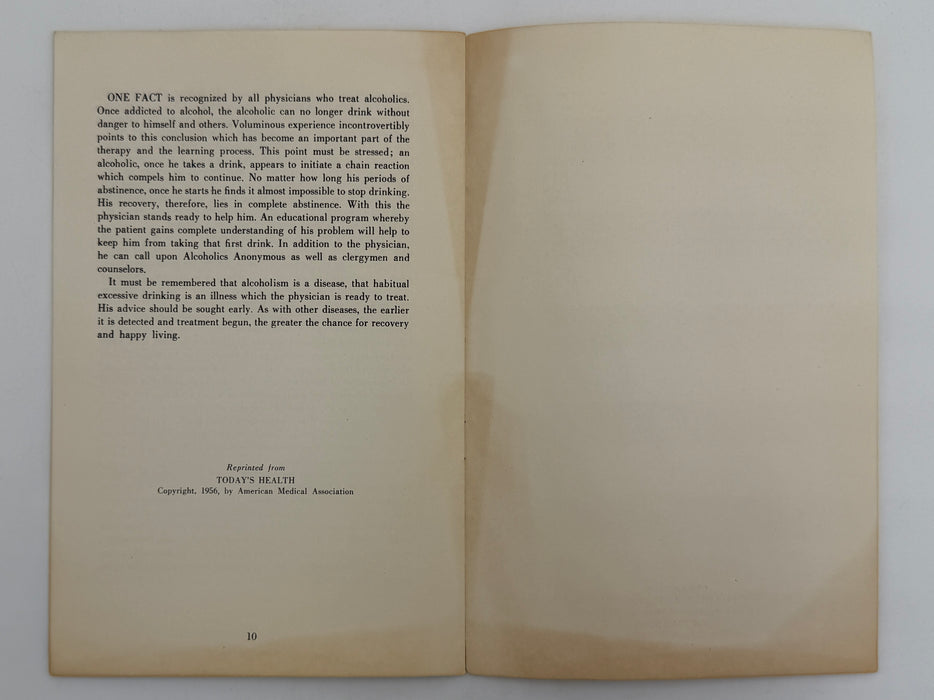 ONE FACT is recognized by all physicians who treat alcoholics.
Once addicted to alcohol, the alcoholic can no longer drink without
danger to himself and others. Voluminous experience incontrovertibly
points to this conclusion which has become an important part of the
therapy and the learning process. This point must be stressed; an
alcoholic, once he takes a drink, appears to initiate a chain reaction
which compels him to continue. No matter how long his periods of
abstinence, once he starts he finds it almost impossible to stop drinking.
His recovery, therefore, lies in complete abstinence. With this the
physician stands ready to help him. An educational program whereby
the patient gains complete understanding of his problem will help to
keep him from taking that first drink. In addition to the physician,
he can call upon Alcoholics Anonymous as well as clergymen and
counselors.
It must be remembered that alcoholism is a disease, that habitual
excessive drinking is an illness which the physician is ready to treat.
His advice should be sought early. As with other diseases, the earlier
it is detected and treatment begun, the greater the chance for recovery
and happy living.
Reprinted from
TODAY'S HEALTH
Copyright, 1956, by American Medical Association
10